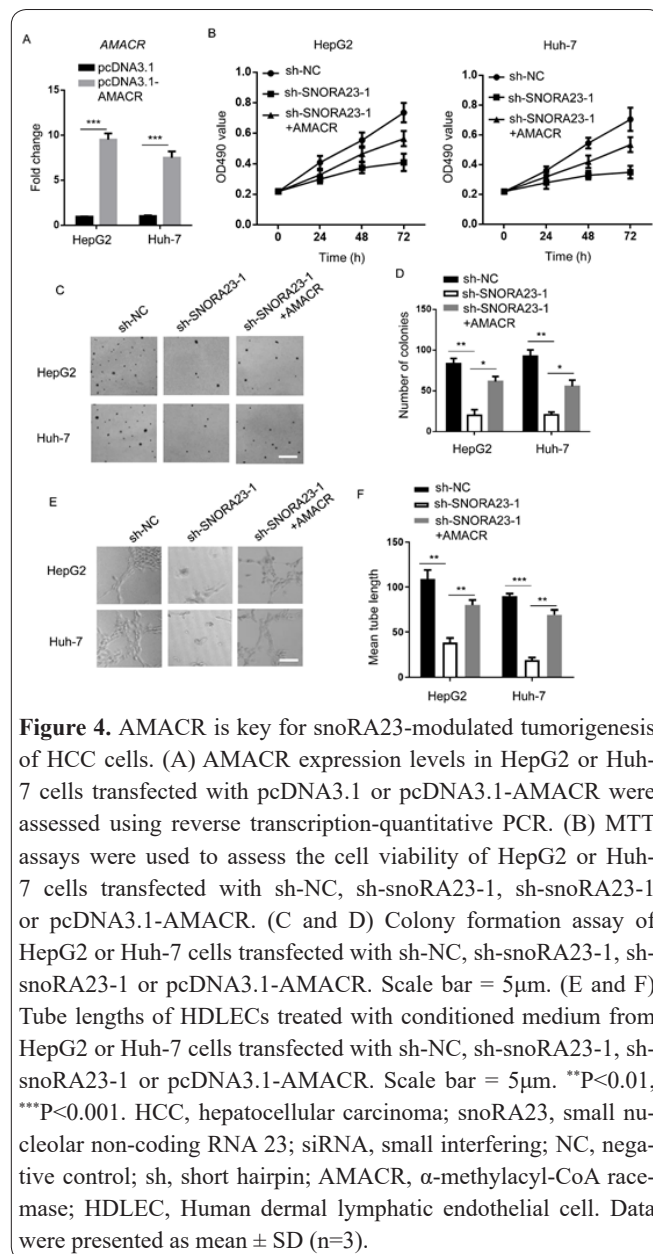 A
AMACR
pcDNA3.1
pcDNA3.1-
AMACR
Fold change
15
10
5
0
***
***
HepG2
Huh-7
B
HepG2
sh-NC
sh-SNORA23-1
sh-SNORA23-1
+AMACR
OD490 value
1.0
0.8
0.6
0.4
0.2
0
24
48
72
Time (h)
Huh-7
sh-NC
sh-SNORA23-1
sh-SNORA23-1
+AMACR
OD490 value
1.0
0.8
0.6
0.4
0.2
0
24
48
72
Time (h)
C
sh-NC
sh-SNORA23-1
sh-SNORA23-1
+AMACR
HepG2
Huh-7
D
sh-NC
sh-SNORA23-1
sh-SNORA23-1
+AMACR
Number of colonies
150
100
50
0
**
*
**
*
HepG2
Huh-7
E
sh-NC
sh-SNORA23-1
sh-SNORA23-1
+AMACR
HepG2
Huh-7
F
sh-NC
sh-SNORA23-1
sh-SNORA23-1
+AMACR
Mean tube length
150
100
50
0
**
**
***
**
HepG2
Huh-7
Figure 4. AMACR is key for snoRA23-modulated tumorigenesis
of HCC cells. (A) AMACR expression levels in HepG2 or Huh-
7 cells transfected with pcDNA3.1 or pcDNA3.1-AMACR were
assessed using reverse transcription-quantitative PCR. (B) MTT
assays were used to assess the cell viability of HepG2 or Huh-
7 cells transfected with sh-NC, sh-snoRA23-1, sh-snoRA23-1
or pcDNA3.1-AMACR. (C and D) Colony formation assay of
HepG2 or Huh-7 cells transfected with sh-NC, sh-snoRA23-1, sh-
snoRA23-1 or pcDNA3.1-AMACR. Scale bar = 5μm. (E and F)
Tube lengths of HDLECs treated with conditioned medium from
HepG2 or Huh-7 cells transfected with sh-NC, sh-snoRA23-1, sh-
snoRA23-1 or pcDNA3.1-AMACR. Scale bar = 5μm. **P<0.01,
***P<0.001. HCC, hepatocellular carcinoma; snoRA23, small nu-
cleolar non-coding RNA 23; siRNA, small interfering; NC, nega-
tive control; sh, short hairpin; AMACR, α-methylacyl-CoA race-
mase; HDLEC, Human dermal lymphatic endothelial cell. Data
were presented as mean ± SD (n=3).